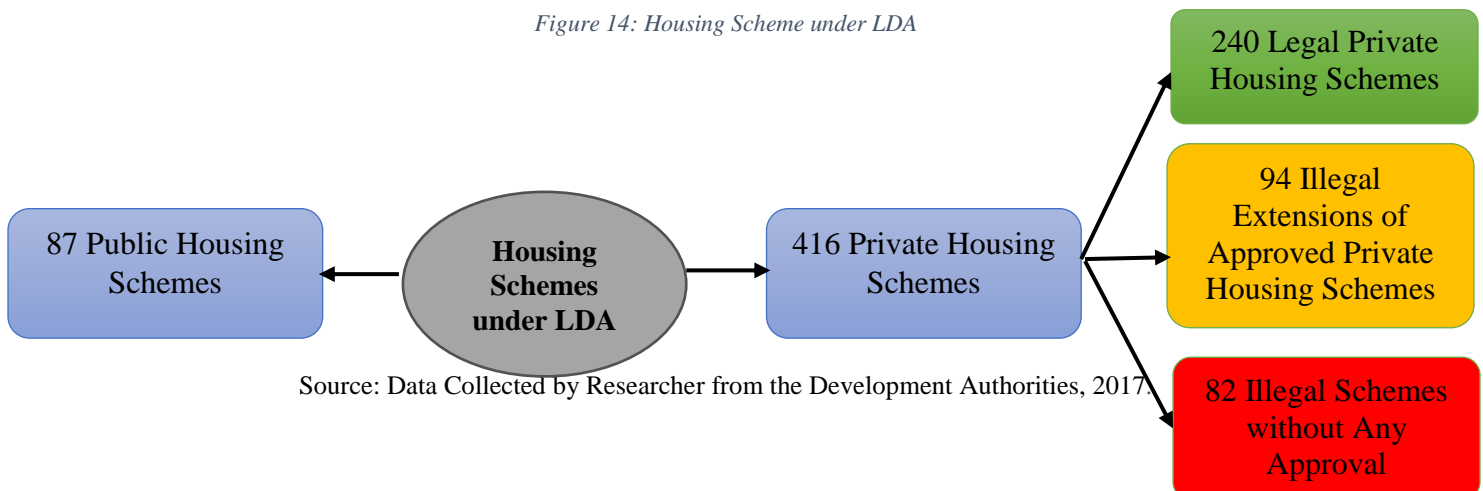 Figure 14: Housing Scheme under LDA
240 Legal Private
Housing Schemes
94 Illegal
Extensions of
Approved Private
Housing Schemes
87 Public Housing
Schemes
Housing
Schemes
under LDA
416 Private Housing
Schemes
Source: Data Collected by Researcher from the Development Authorities, 2017.
82 Illegal Schemes
without Any
Approval